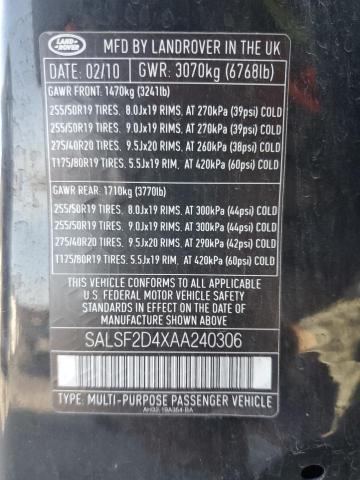 LAND-
ROVER
MFD BY LANDROVER IN THE UK
DATE: 02/10 GWR: 3070kg (6768lb)
GAWR FRONT: 1470kg (3241lb)
255/50R19 TIRES, 8.0Jx19 RIMS, AT 270kPa (39psi) COLD
255/50R19 TIRES, 9.0Jx19 RIMS, AT 270kPa (39psi) COLD
275/40R20 TIRES, 9.5Jx20 RIMS, AT 260kPa (38psi) COLD
T175/80R19 TIRES, 5.5Jx19 RIM, AT 420kPa (60psi) COLD
GAWR REAR: 1710kg (3770lb)
255/50R19 TIRES, 8.0Jx19 RIMS, AT 300kPa (44psi) COLD
255/50R19 TIRES, 9.0Jx19 RIMS, AT 300kPa (44psi) COLD
275/40R20 TIRES, 9.5Jx20 RIMS, AT 290kPa (42psi) COLD
T175/80R19 TIRES, 5.5Jx19 RIM, AT 420kPa (60psi) COLD
THIS VEHICLE CONFORMS TO ALL APPLICABLE
U.S. FEDERAL MOTOR VEHICLE SAFETY
STANDARDS IN EFFECT ON THE DATE OF
MANUFACTURE SHOWN ABOVE
SALSF2D4XAA240306
TYPE: MULTI-PURPOSE PASSENGER VEHICLE